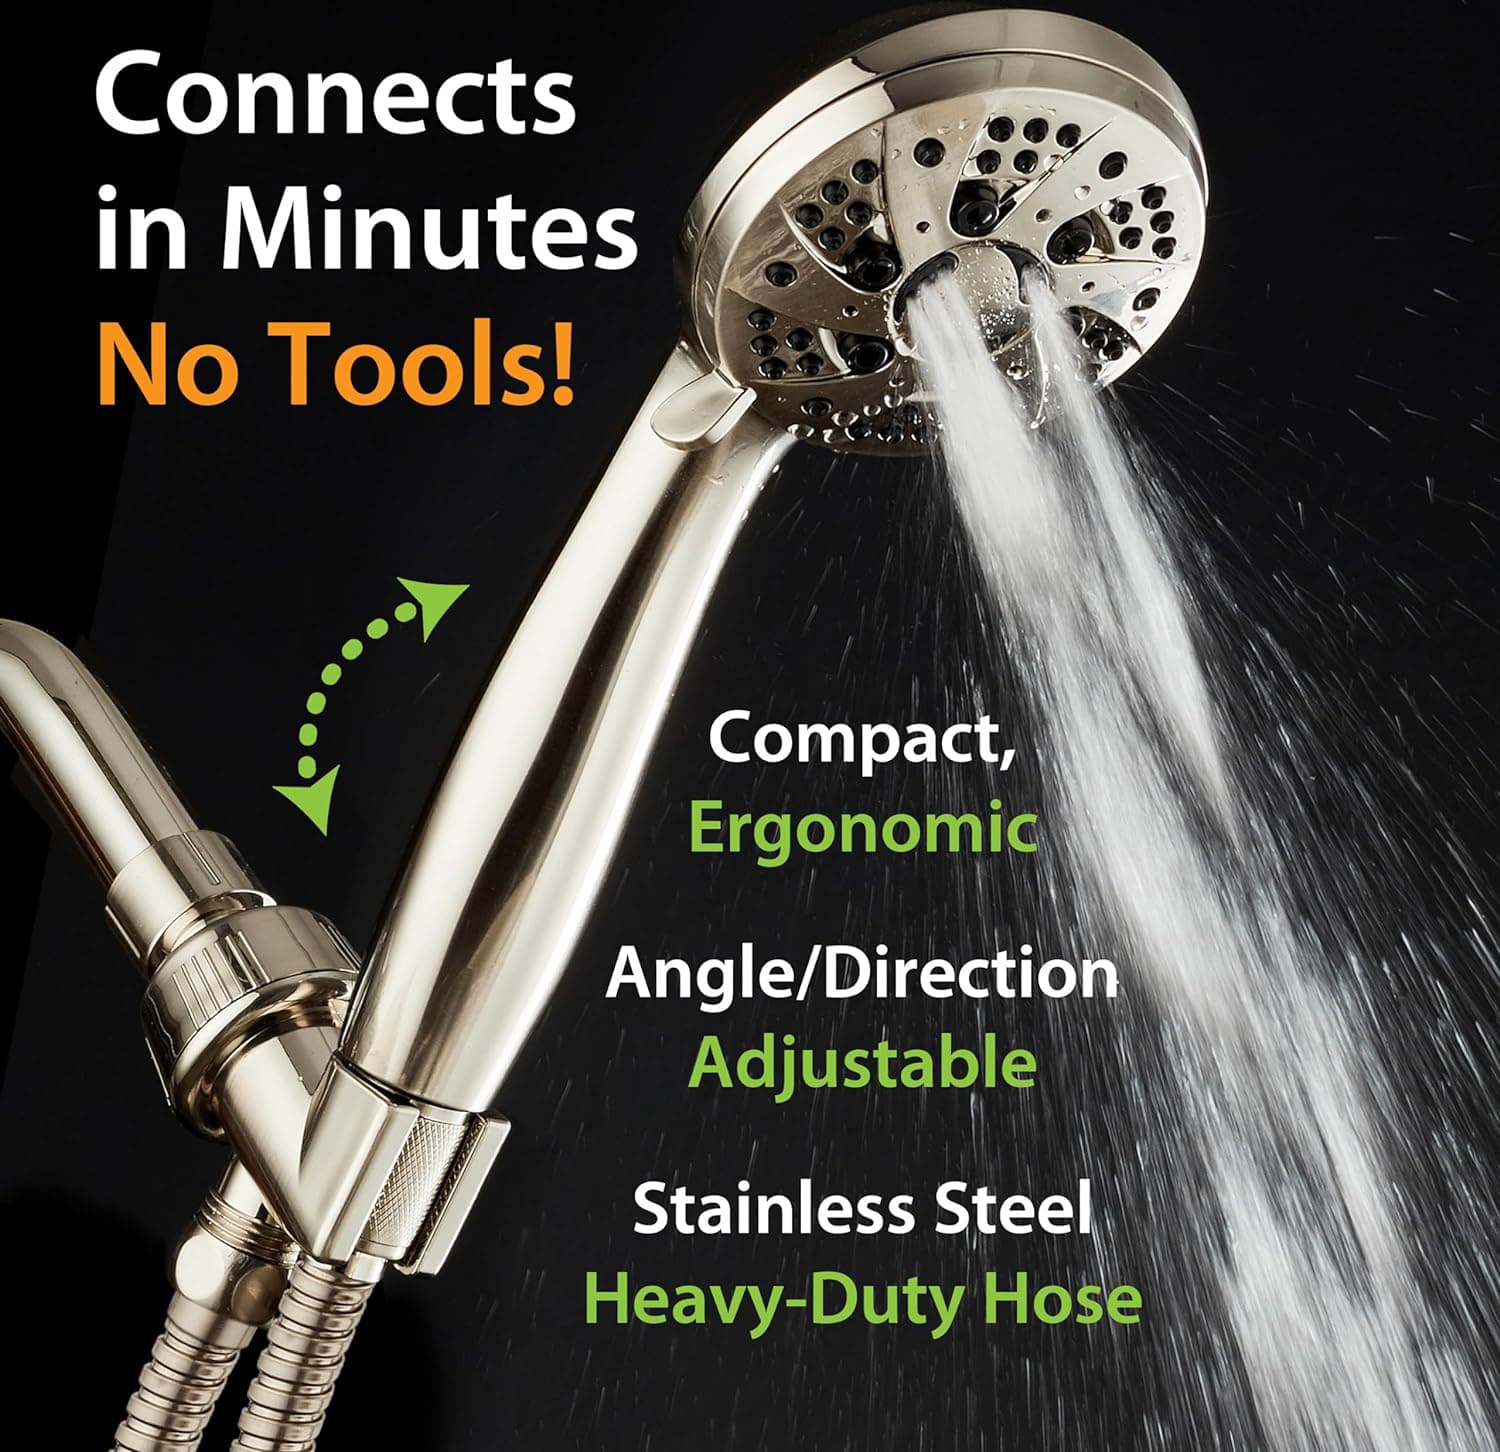 Connects
in Minutes
No Tools!
Compact,
Ergonomic
Angle/Direction
Adjustable
Stainless Steel
Heavy-Duty Hose